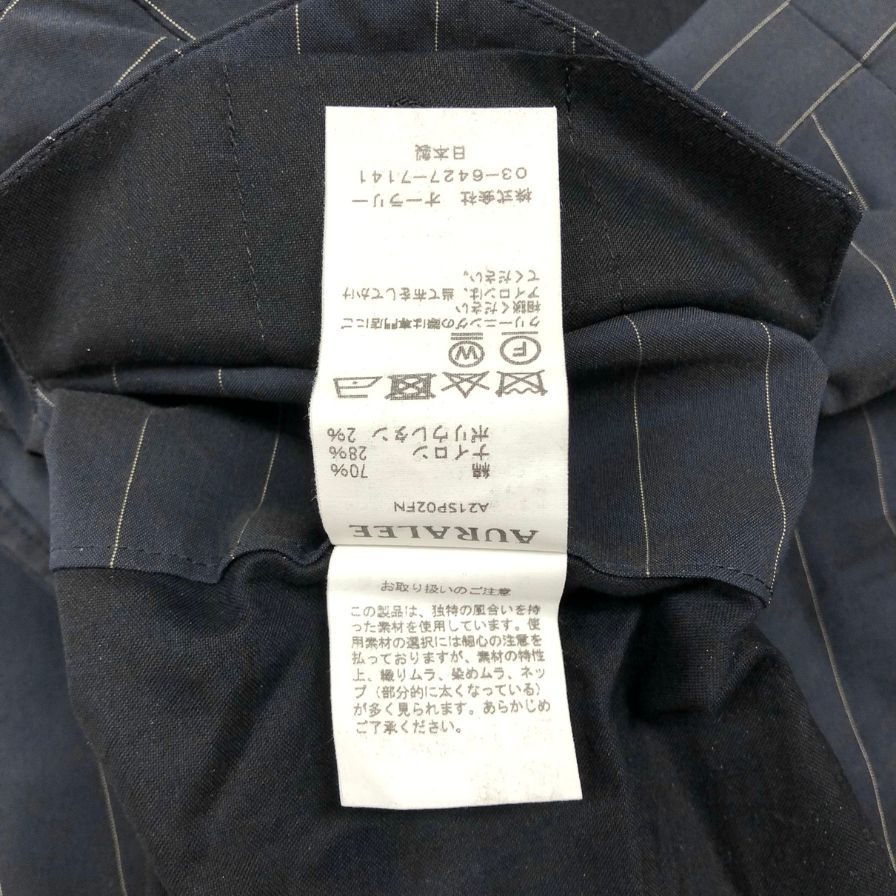 AURALEE
A21SP02FN
綿 70%
ナイロン 28%
ポリウレタン 2%
F W
クリーニングの際は専門店にご
相談ください
アイロンは、当て布をしてかけ
てください。
株式会社 オーラリー
03-6427-7141
日本製
お取り扱いのご注意
この製品は、独特の風合いを持
った素材を使用しています。使
用素材の選択には細心の注意を
払っておりますが、素材の特性
上、織りムラ、染めムラ、ネッ
プ(部分的に太くなっている)
が多く見られます。あらかじめ
ご了承ください。